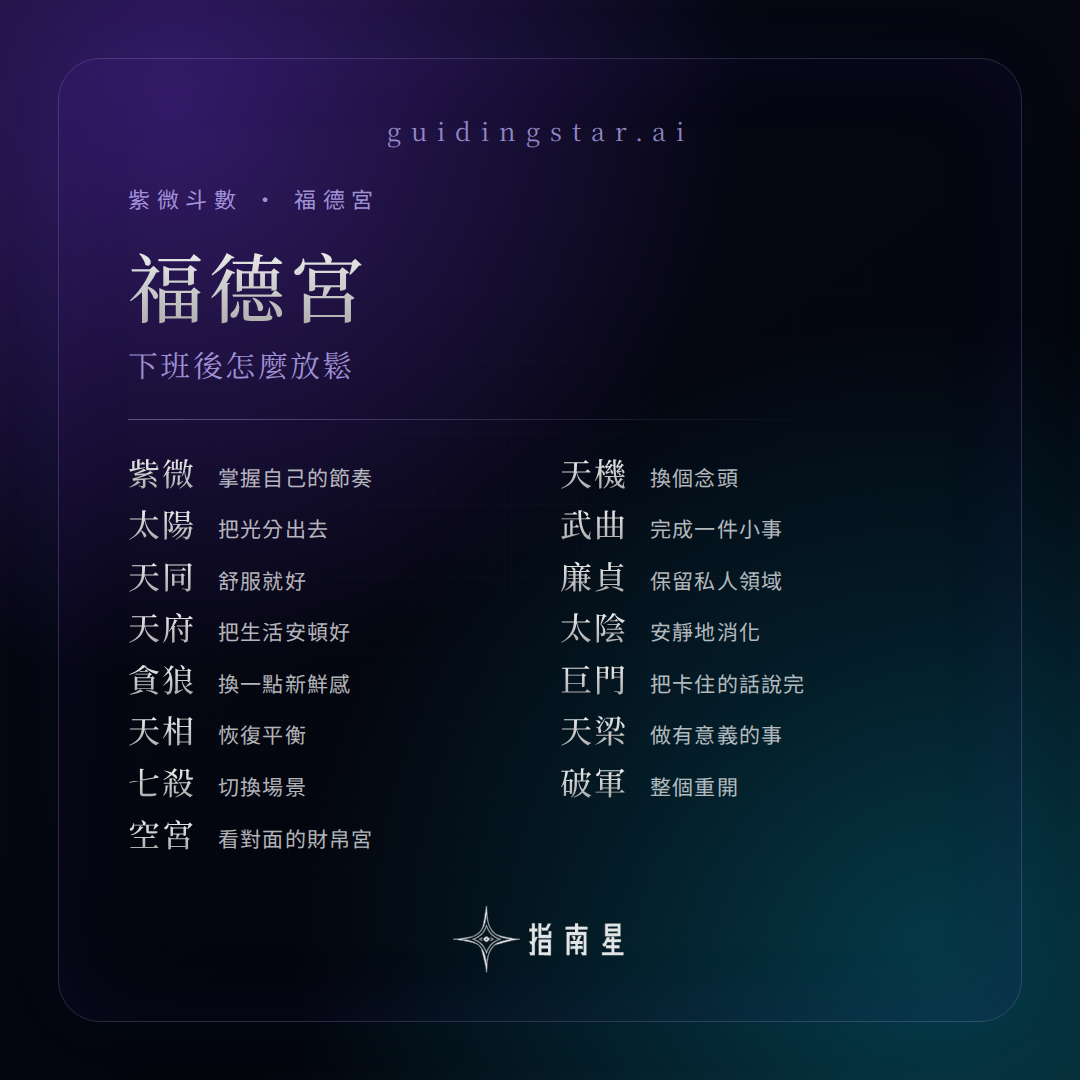 guidingstar.ai
紫微斗數 · 福德宮
福德宮
下班後怎麼放鬆
紫微 掌握自己的節奏
天機 換個念頭
太陽 把光分出去
武曲 完成一件小事
天同 舒服就好
廉貞 保留私人領域
天府 把生活安頓好
太陰 安靜地消化
貪狼 換一點新鮮感
巨門 把卡住的話說完
天相 恢復平衡
天梁 做有意義的事
七殺 切換場景
破軍 整個重開
空宮 看對面的財帛宮
指南星